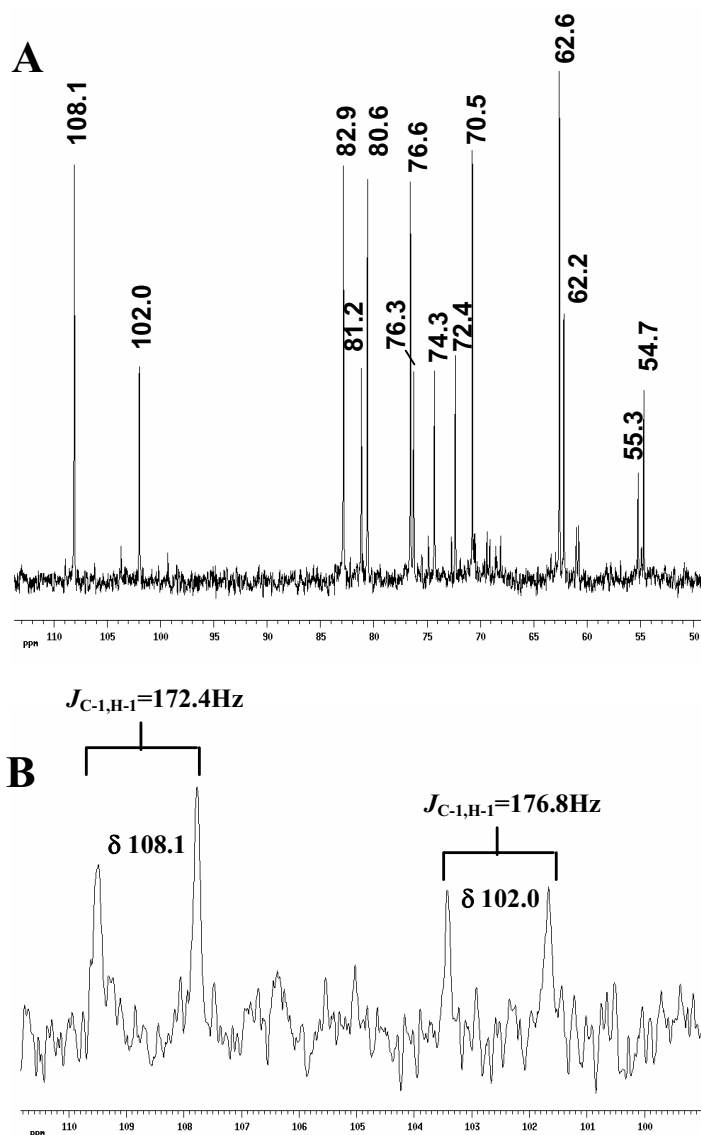 A
108.1
102.0
82.9
81.2
80.6
76.6
76.3
74.3
72.4
70.5
62.6
62.2
55.3
54.7
110 105 100 95 90 85 80 75 70 65 60 55 50
PPM
B
J C-1,H-1=172.4Hz
δ 108.1
J C-1,H-1=176.8Hz
δ 102.0
110 109 108 107 106 105 104 103 102 101 100
PPM